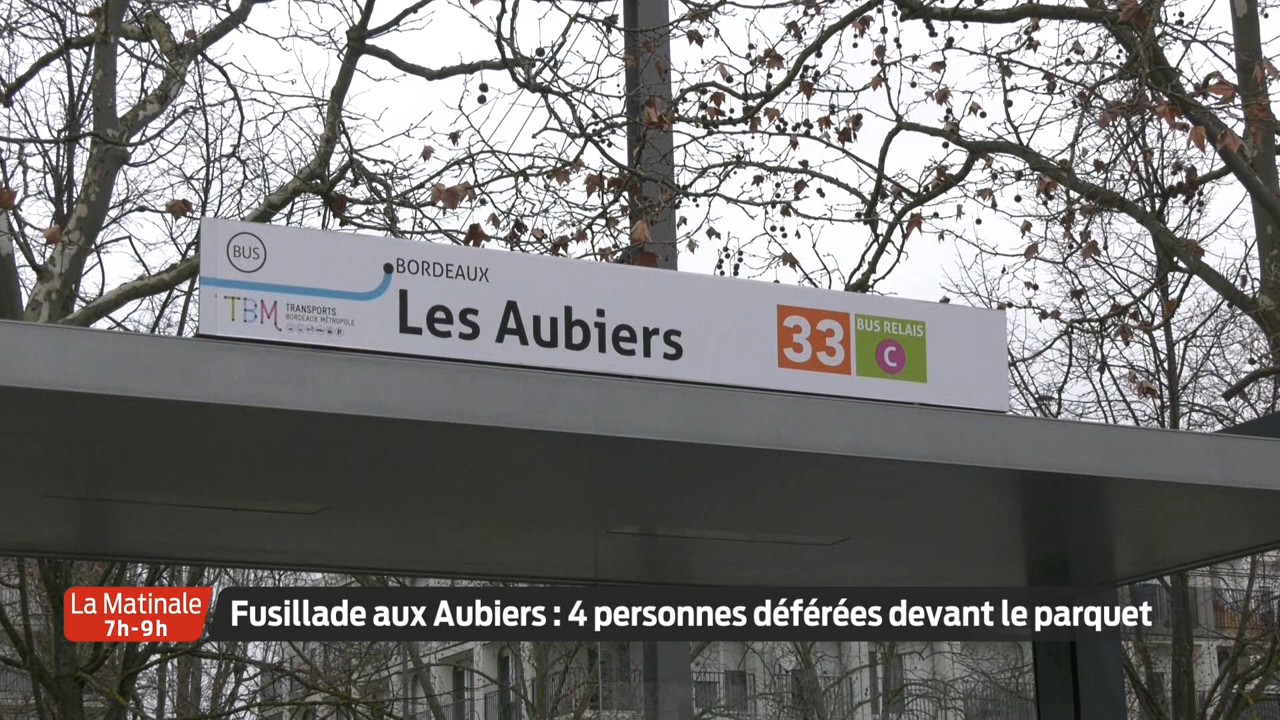 BUS
BORDEAUX
TBM TRANSPORTS
BORDEAUX MÉTROPOLE
Les Aubiers
33
BUS RELAIS
C
La Matinale
7h-9h
Fusillade aux Aubiers : 4 personnes déférées devant le parquet